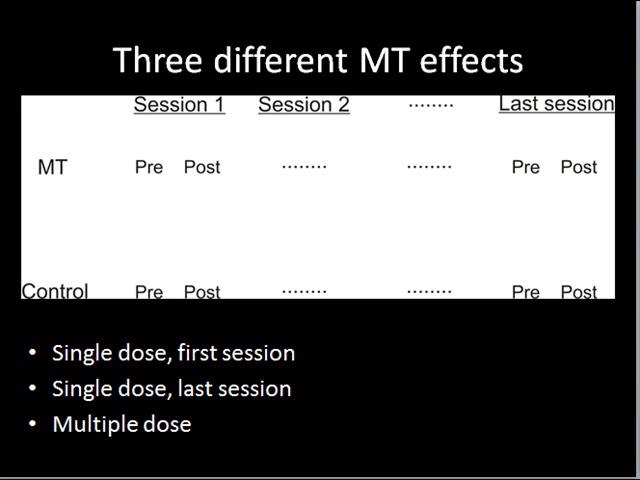 Three different MT effects
Session 1 Session 2 ........ Last session
MT Pre Post ........ ........ Pre Post
Control Pre Post ........ ........ Pre Post
• Single dose, first session
• Single dose, last session
• Multiple dose